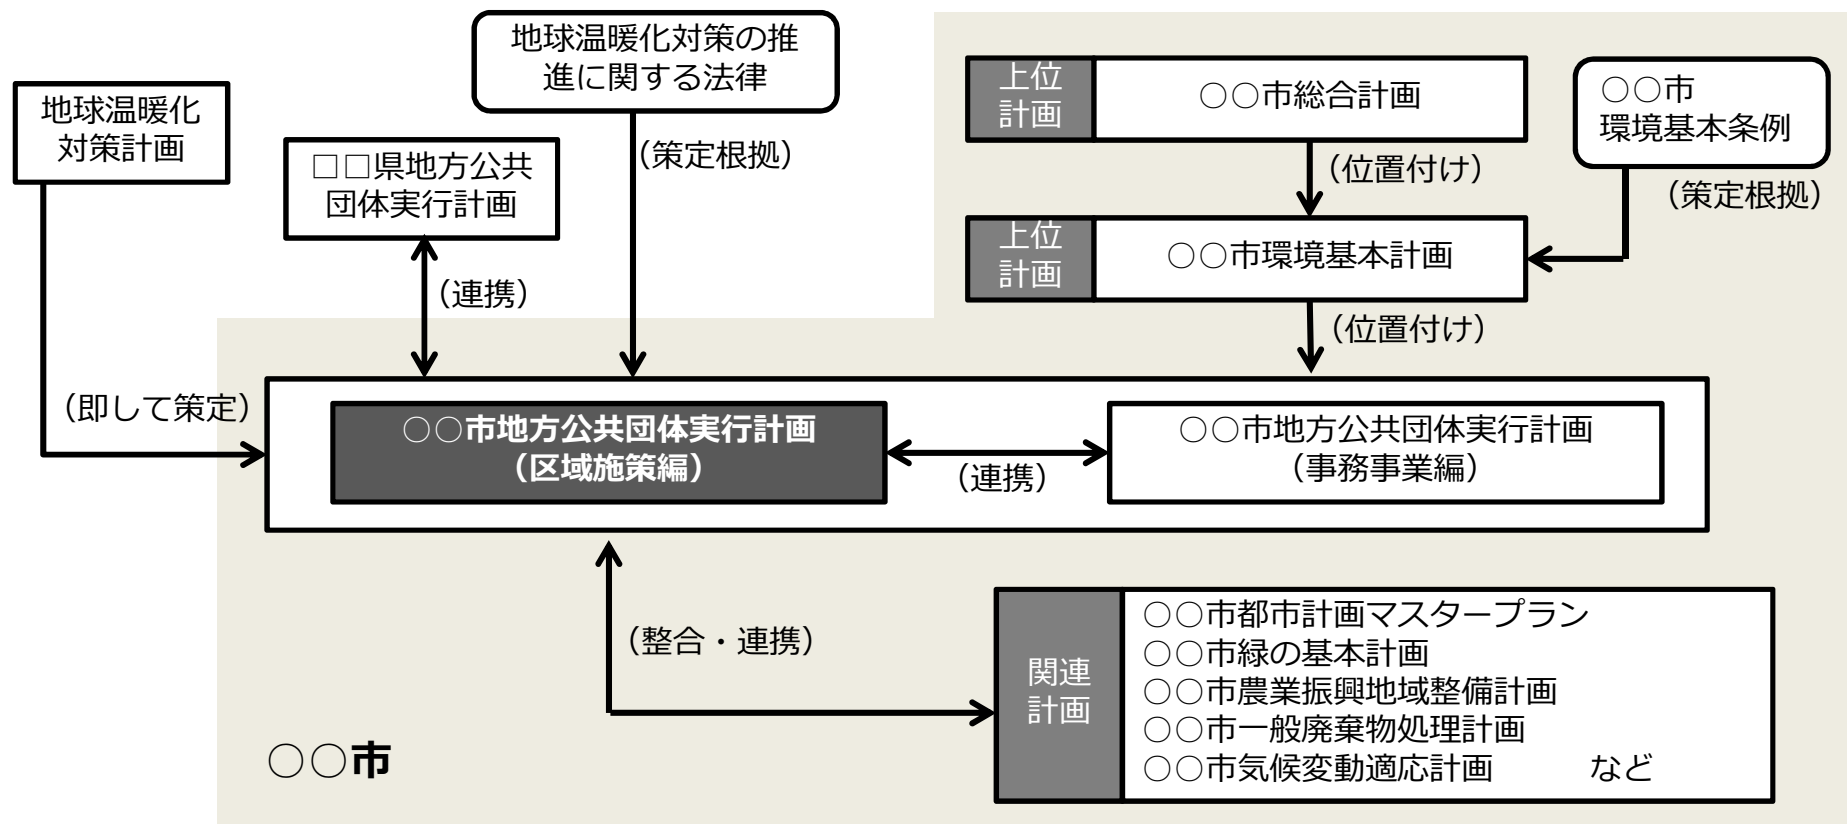 地球温暖化対策の推
進に関する法律
地球温暖化
対策計画
□□県地方公共
団体実行計画
(策定根拠)
(連携)
(即して策定)
上位
計画
○○市総合計画
○○市
環境基本条例
(位置付け)
(策定根拠)
上位
計画
○○市環境基本計画
(位置付け)
○○市地方公共団体実行計画
(区域施策編)
(連携)
○○市地方公共団体実行計画
(事務事業編)
(整合・連携)
関連
計画
○○市都市計画マスタープラン
○○市緑の基本計画
○○市農業振興地域整備計画
○○市一般廃棄物処理計画
○○市気候変動適応計画　　　など
○○市